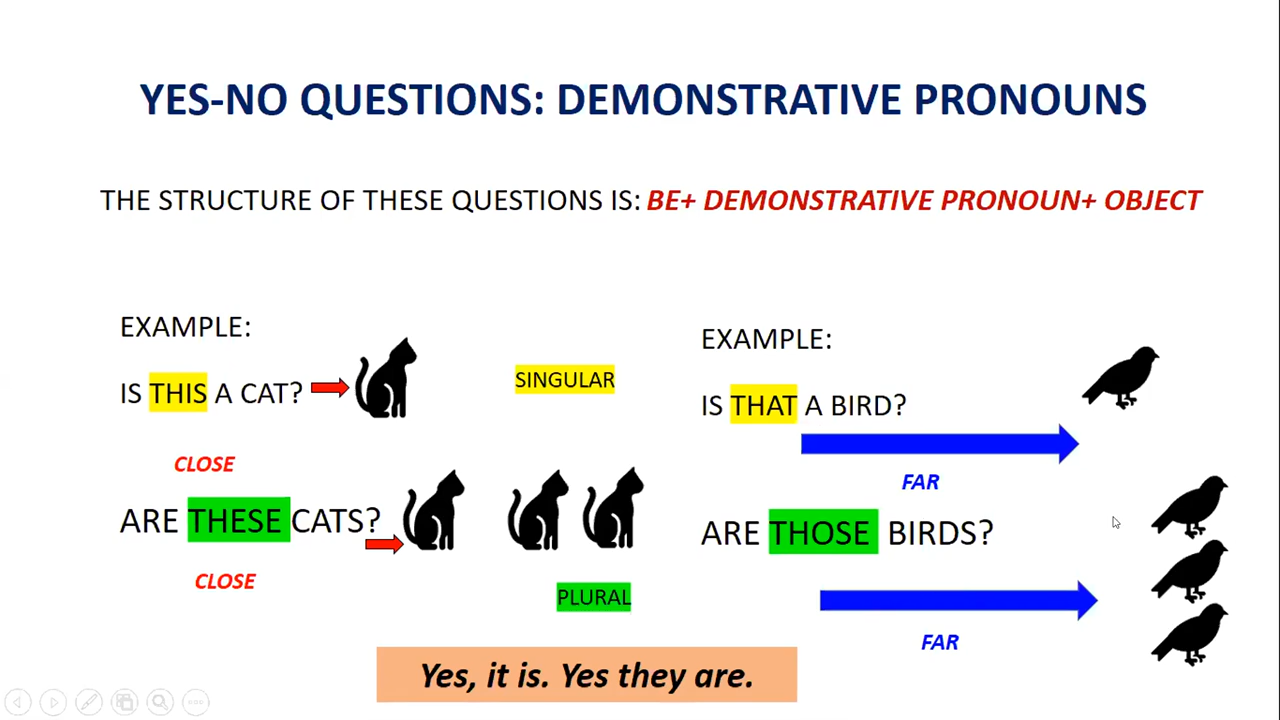 YES-NO QUESTIONS: DEMONSTRATIVE PRONOUNS
THE STRUCTURE OF THESE QUESTIONS IS: BE+ DEMONSTRATIVE PRONOUN+ OBJECT
EXAMPLE:
IS THIS A CAT?
SINGULAR
CLOSE
ARE THESE CATS?
CLOSE
PLURAL
EXAMPLE:
IS THAT A BIRD?
FAR
ARE THOSE BIRDS?
FAR
Yes, it is. Yes they are.